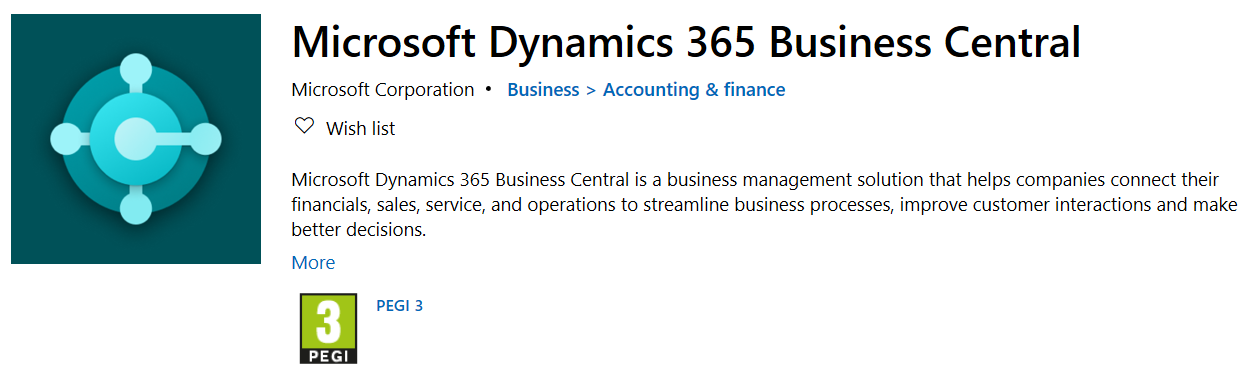 Microsoft Dynamics 365 Business Central
Microsoft Corporation • Business > Accounting & finance
Wish list
Microsoft Dynamics 365 Business Central is a business management solution that helps companies connect their
financials, sales, service, and operations to streamline business processes, improve customer interactions and make
better decisions.
More
3
PEGI
PEGI 3